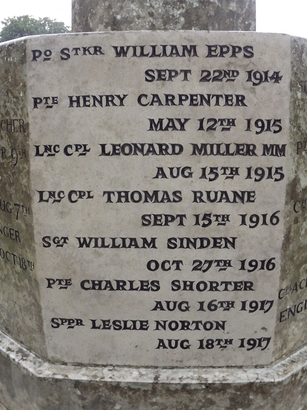 Po Stkr WILLIAM EPPS
SEPT 22ND 1914
Pte HENRY CARPENTER
MAY 12TH 1915
Lnc Cpl LEONARD MILLER MM
AUG 15TH 1915
Lnc Cpl THOMAS RUANE
SEPT 15TH 1916
Sgt WILLIAM SINDEN
OCT 27TH 1916
Pte CHARLES SHORTER
AUG 16TH 1917
Sppr LESLIE NORTON
AUG 18TH 1917